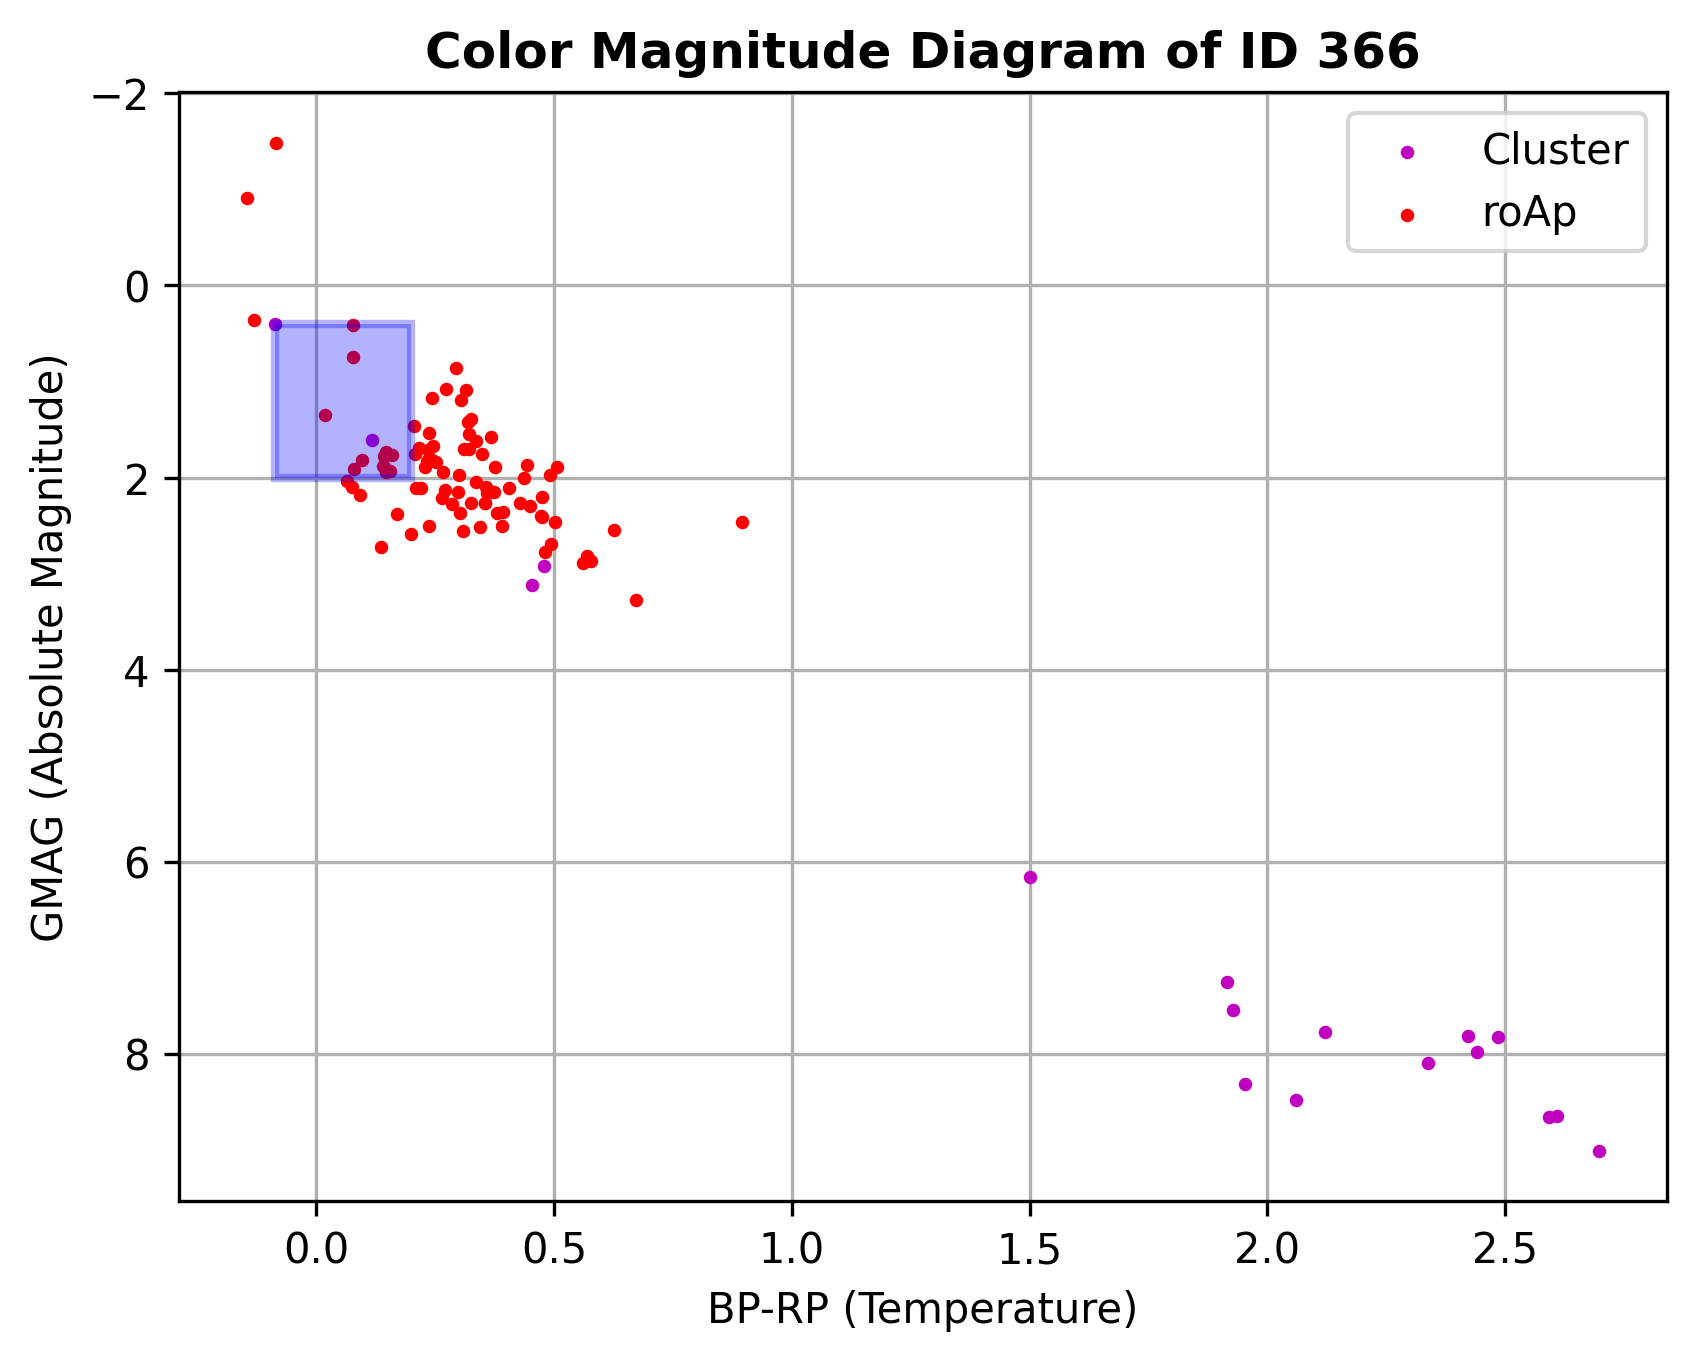 Color Magnitude Diagram of ID 366
Cluster
roAp
−2
0
2
4
6
8
GMAG (Absolute Magnitude)
0.0 0.5 1.0 1.5 2.0 2.5
BP-RP (Temperature)